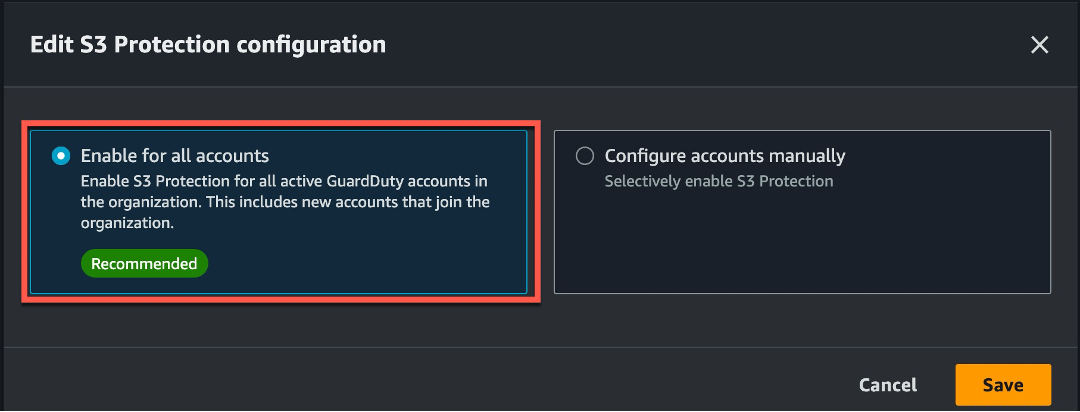 Edit S3 Protection configuration
Enable for all accounts
Enable S3 Protection for all active GuardDuty accounts in
the organization. This includes new accounts that join the
organization.
Recommended
Configure accounts manually
Selectively enable S3 Protection
Cancel
Save